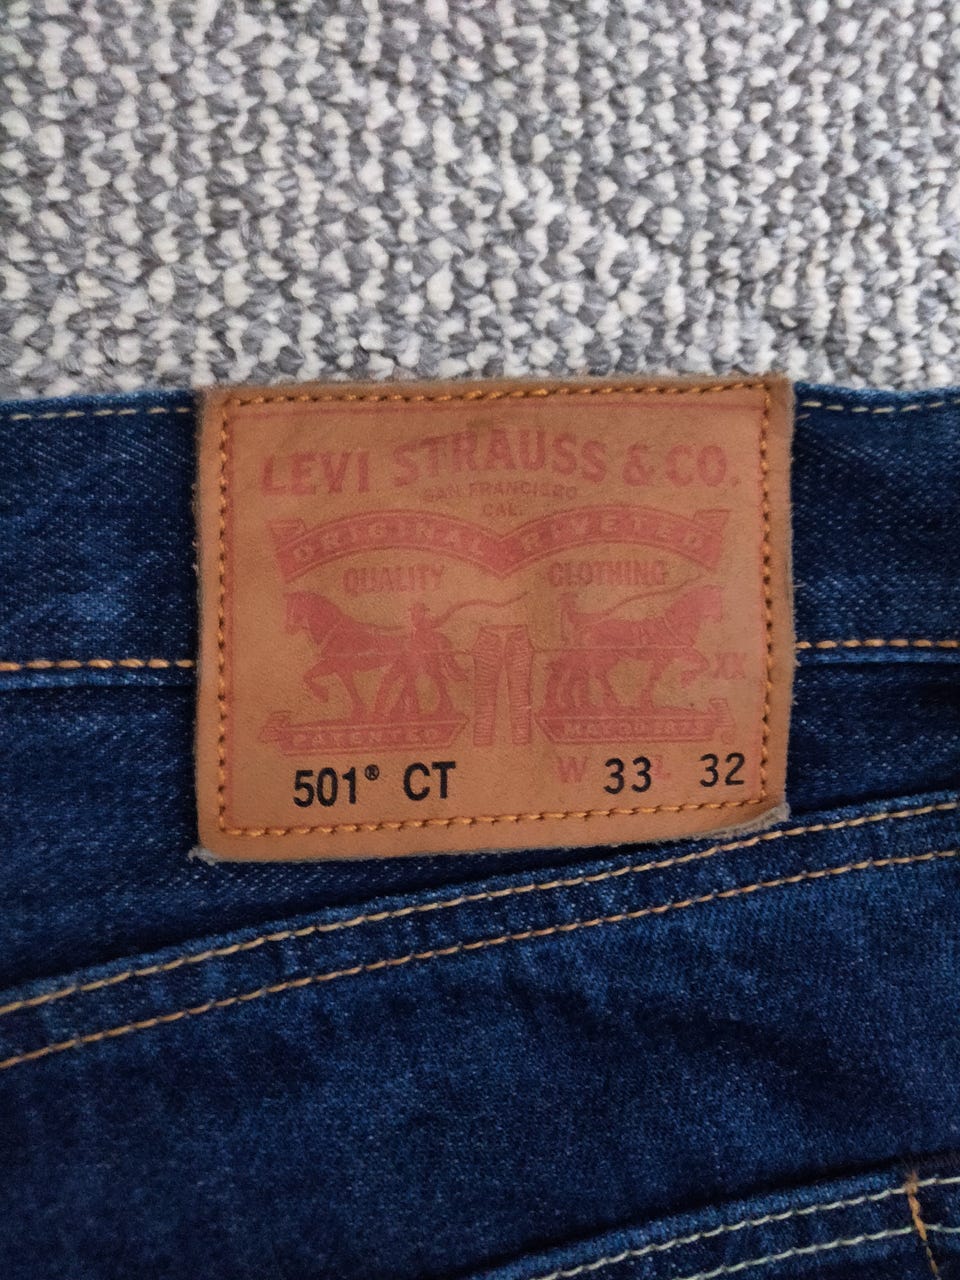 LEVI STRAUSS & CO.
SAN FRANCISCO
CAL.
ORIGINAL RIVETED
QUALITY CLOTHING
XX
PATENTED
501® CT W 33 L 32